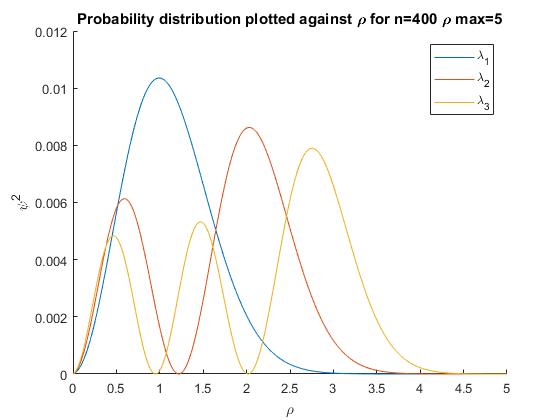 Probability distribution plotted against ρ for n=400 ρ max=5
0.012
0.01
0.008
0.006
0.004
0.002
0
ψ²
λ₁
λ₂
λ₃
0 0.5 1 1.5 2 2.5 3 3.5 4 4.5 5
ρ